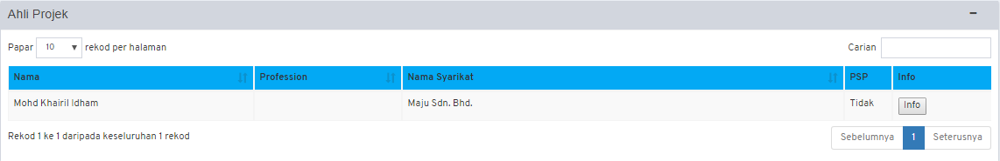 Ahli Projek
Papar 10 rekod per halaman Carian
Nama Profession Nama Syarikat PSP Info
Mohd Khairil Idham Maju Sdn. Bhd. Tidak Info
Rekod 1 ke 1 daripada keseluruhan 1 rekod Sebelumnya 1 Seterusnya